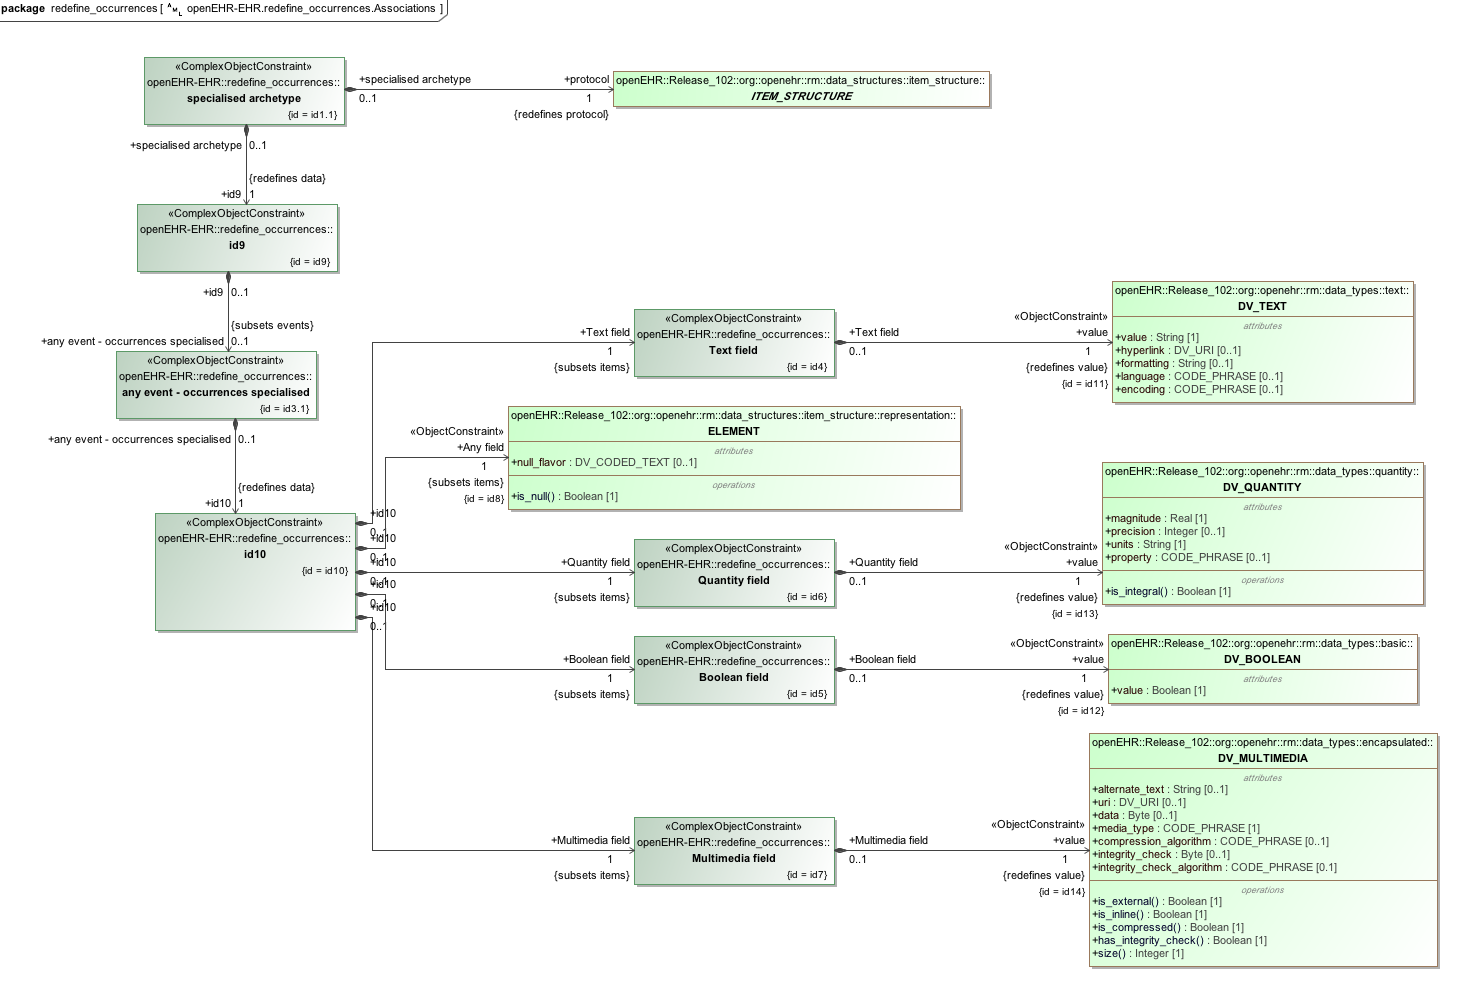 package redefine_occurrences [ openEHR-EHR.redefine_occurrences.Associations ]
«ComplexObjectConstraint»
openEHR-EHR::redefine_occurrences::
specialised archetype
{id = id1.1}
+specialised archetype
0..1
+protocol
1
{redefines protocol}
openEHR::Release_102::org::openehr::rm::data_structures::item_structure::
ITEM_STRUCTURE
+specialised archetype 0..1
{redefines data}
+id9 1
«ComplexObjectConstraint»
openEHR-EHR::redefine_occurrences::
id9
{id = id9}
+id9 0..1
{subsets events}
+any event - occurrences specialised 0..1
«ComplexObjectConstraint»
openEHR-EHR::redefine_occurrences::
any event - occurrences specialised
{id = id3.1}
+any event - occurrences specialised 0..1
{redefines data}
+id10 1
«ComplexObjectConstraint»
openEHR-EHR::redefine_occurrences::
id10
{id = id10}
+id10
0..1
+id10
0..1
+id10
0..1
+id10
0..1
+id10
0..1
+Text field
1
{subsets items}
«ComplexObjectConstraint»
openEHR-EHR::redefine_occurrences::
Text field
{id = id4}
+Text field
0..1
«ObjectConstraint»
+value
1
{redefines value}
{id = id11}
openEHR::Release_102::org::openehr::rm::data_types::text::
DV_TEXT
attributes
+value : String [1]
+hyperlink : DV_URI [0..1]
+formatting : String [0..1]
+language : CODE_PHRASE [0..1]
+encoding : CODE_PHRASE [0..1]
«ObjectConstraint»
+Any field
1
{subsets items}
{id = id8}
openEHR::Release_102::org::openehr::rm::data_structures::item_structure::representation::
ELEMENT
attributes
+null_flavor : DV_CODED_TEXT [0..1]
operations
+is_null() : Boolean [1]
+Quantity field
1
{subsets items}
«ComplexObjectConstraint»
openEHR-EHR::redefine_occurrences::
Quantity field
{id = id6}
+Quantity field
0..1
«ObjectConstraint»
+value
1
{redefines value}
{id = id13}
openEHR::Release_102::org::openehr::rm::data_types::quantity::
DV_QUANTITY
attributes
+magnitude : Real [1]
+precision : Integer [0..1]
+units : String [1]
+property : CODE_PHRASE [0..1]
operations
+is_integral() : Boolean [1]
+Boolean field
1
{subsets items}
«ComplexObjectConstraint»
openEHR-EHR::redefine_occurrences::
Boolean field
{id = id5}
+Boolean field
0..1
«ObjectConstraint»
+value
1
{redefines value}
{id = id12}
openEHR::Release_102::org::openehr::rm::data_types::basic::
DV_BOOLEAN
attributes
+value : Boolean [1]
+Multimedia field
1
{subsets items}
«ComplexObjectConstraint»
openEHR-EHR::redefine_occurrences::
Multimedia field
{id = id7}
+Multimedia field
0..1
«ObjectConstraint»
+value
1
{redefines value}
{id = id14}
openEHR::Release_102::org::openehr::rm::data_types::encapsulated::
DV_MULTIMEDIA
attributes
+alternate_text : String [0..1]
+uri : DV_URI [0..1]
+data : Byte [0..1]
+media_type : CODE_PHRASE [1]
+compression_algorithm : CODE_PHRASE [0..1]
+integrity_check : Byte [0..1]
+integrity_check_algorithm : CODE_PHRASE [0.1]
operations
+is_external() : Boolean [1]
+is_inline() : Boolean [1]
+is_compressed() : Boolean [1]
+has_integrity_check() : Boolean [1]
+size() : Integer [1]